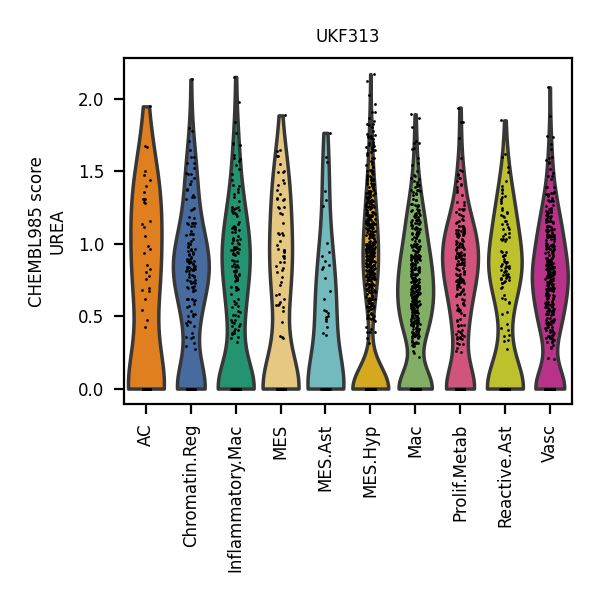 UKF313
CHEMBL985 score
UREA
2.0
1.5
1.0
0.5
0.0
AC
Chromatin.Reg
Inflammatory.Mac
MES
MES.Ast
MES.Hyp
Mac
Prolif.Metab
Reactive.Ast
Vasc